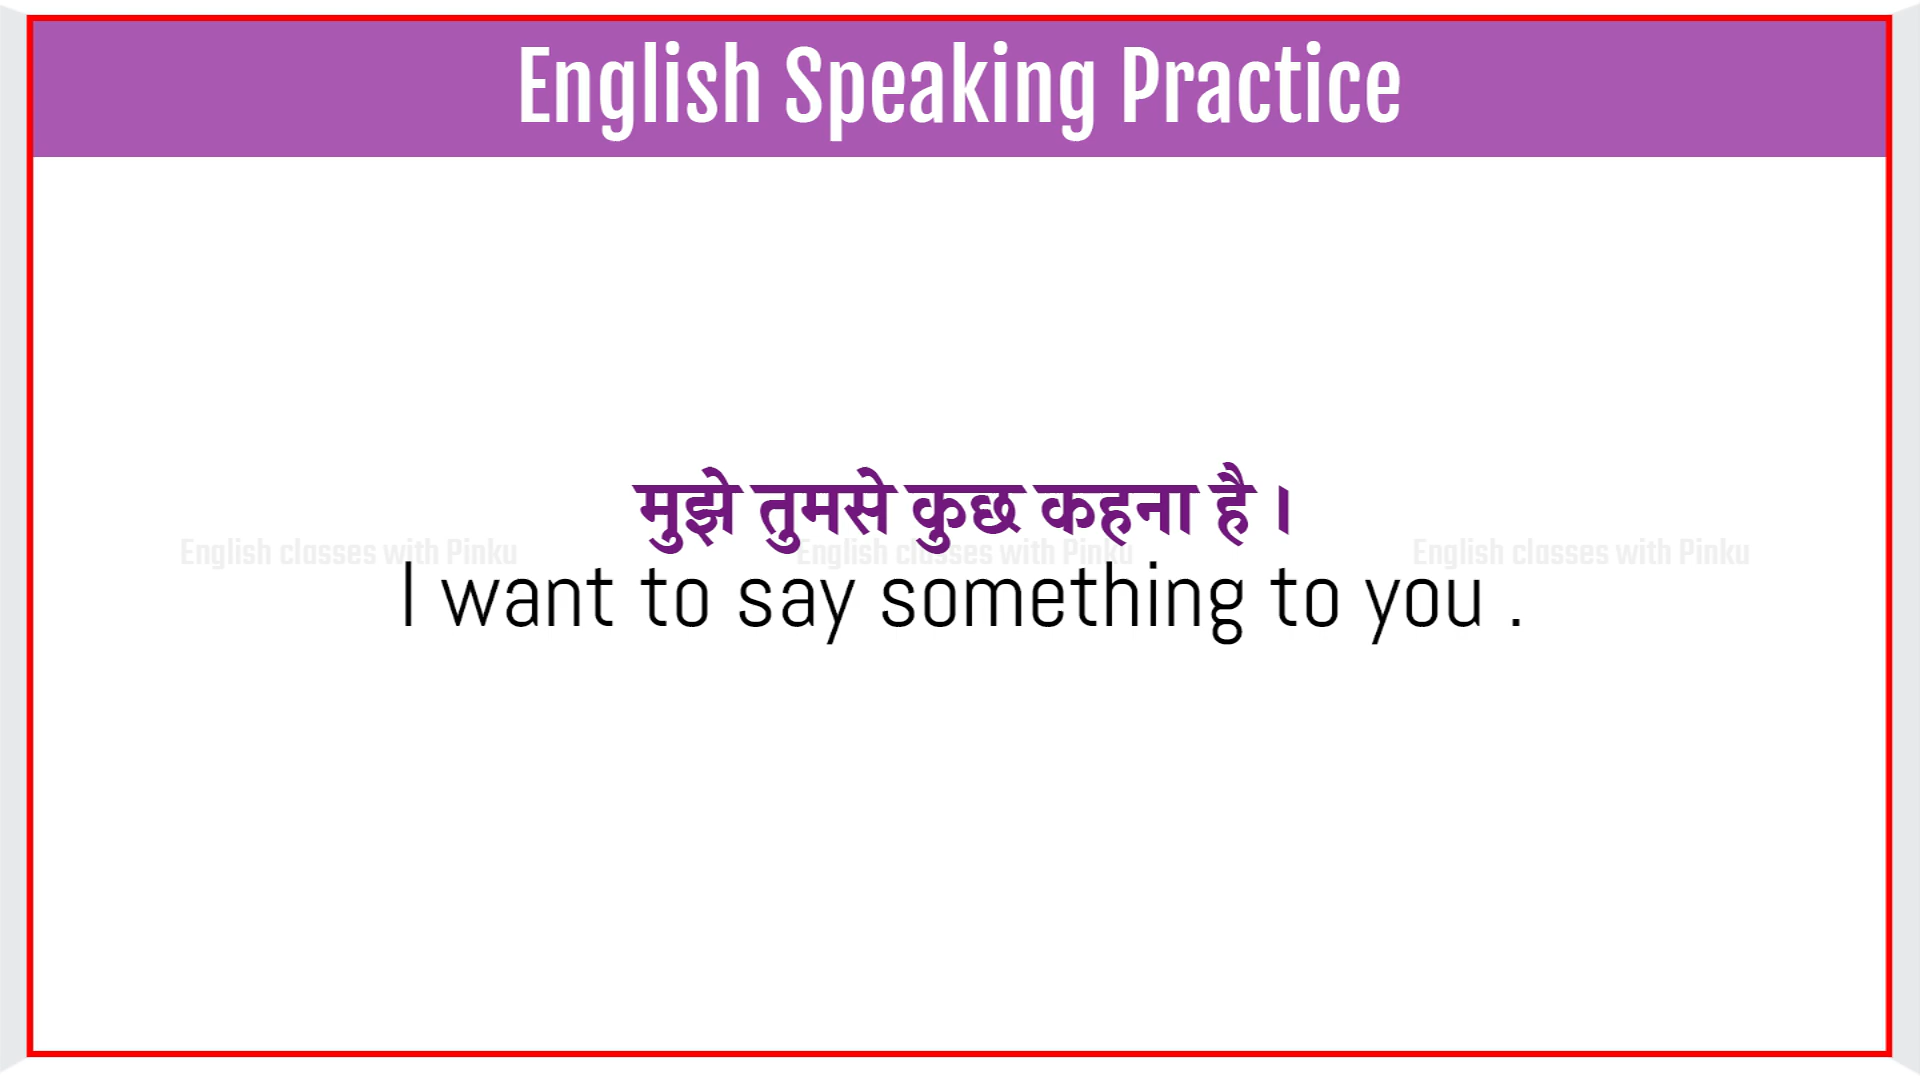 English Speaking Practice
मुझे तुमसे कुछ कहना है ।
English classes with Pinku English classes with Pinku English classes with Pinku
I want to say something to you .